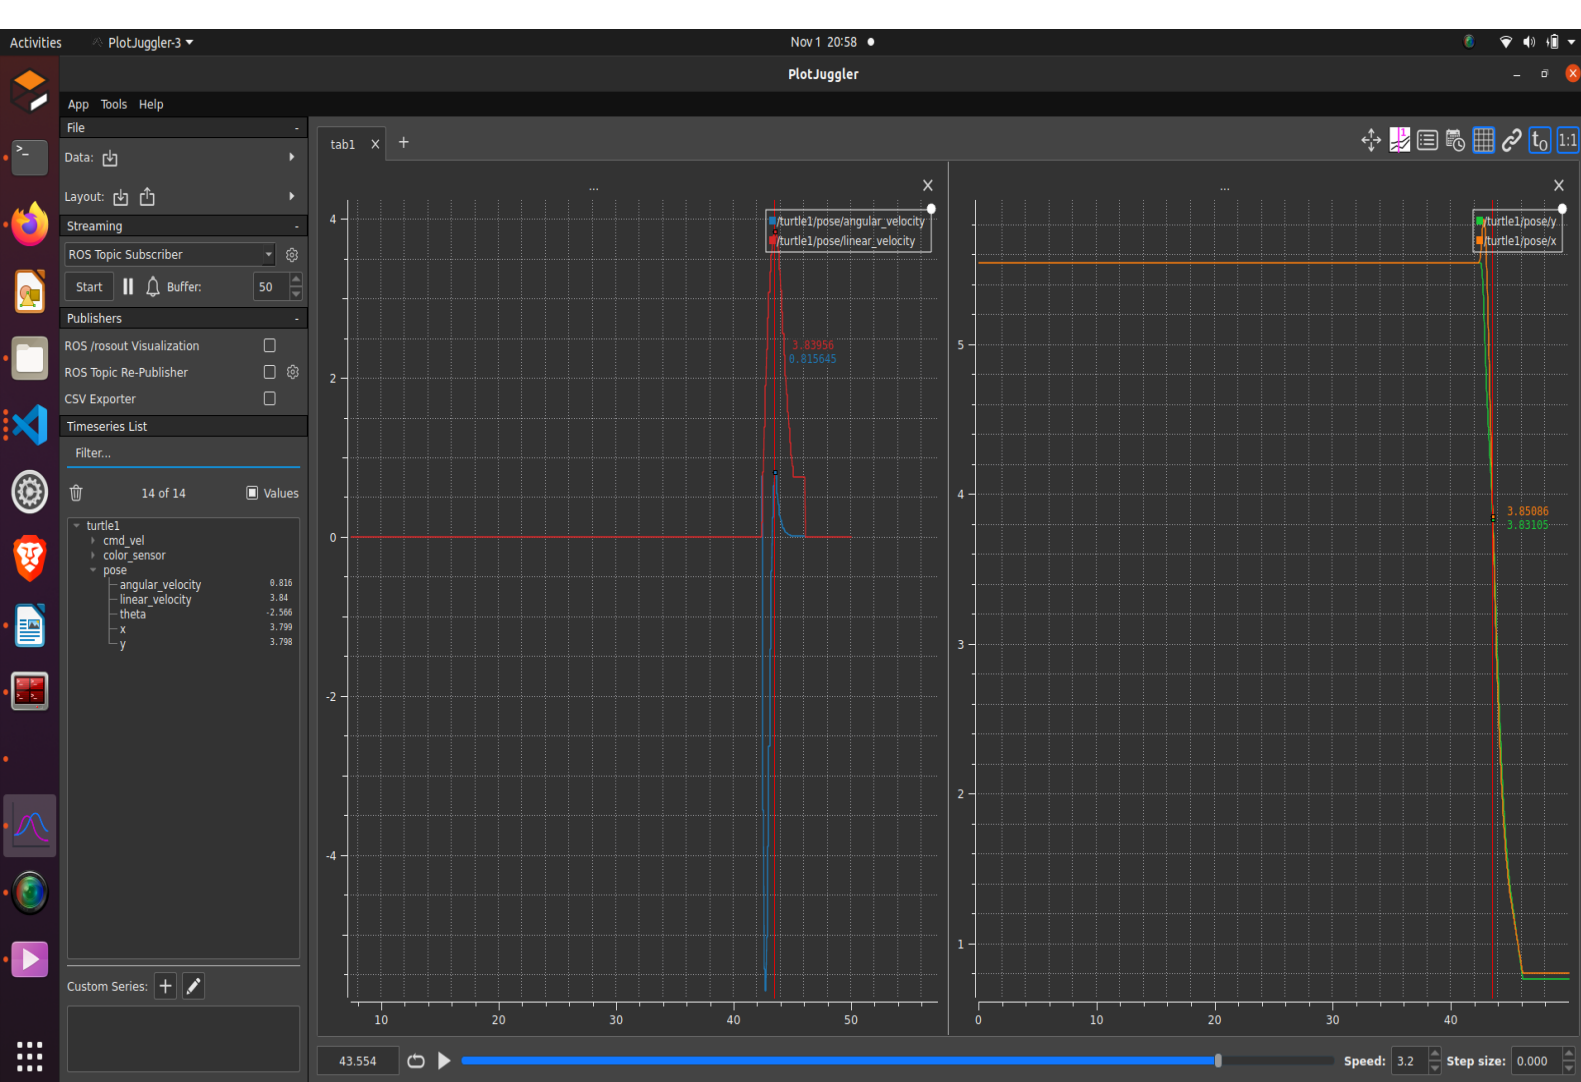 Activities PlotJuggler-3 Nov 1 20:58
PlotJuggler
App Tools Help
File -
Data:
Layout:
Streaming -
ROS Topic Subscriber
Start Buffer: 50
Publishers -
ROS /rosout Visualization
ROS Topic Re-Publisher
CSV Exporter
Timeseries List
Filter...
14 of 14 Values
turtle1
cmd_vel
color_sensor
pose
angular_velocity 0.816
linear_velocity 3.84
theta -2.566
x 3.799
y 3.798
Custom Series:
tab1 X +
t0 1:1
... X
/turtle1/pose/angular_velocity
/turtle1/pose/linear_velocity
3.83956
0.815645
4
2
0
-2
-4
10 20 30 40 50
... X
/turtle1/pose/y
/turtle1/pose/x
3.85086
3.83105
5
4
3
2
1
0 10 20 30 40
43.554 Speed: 3.2 Step size: 0.000